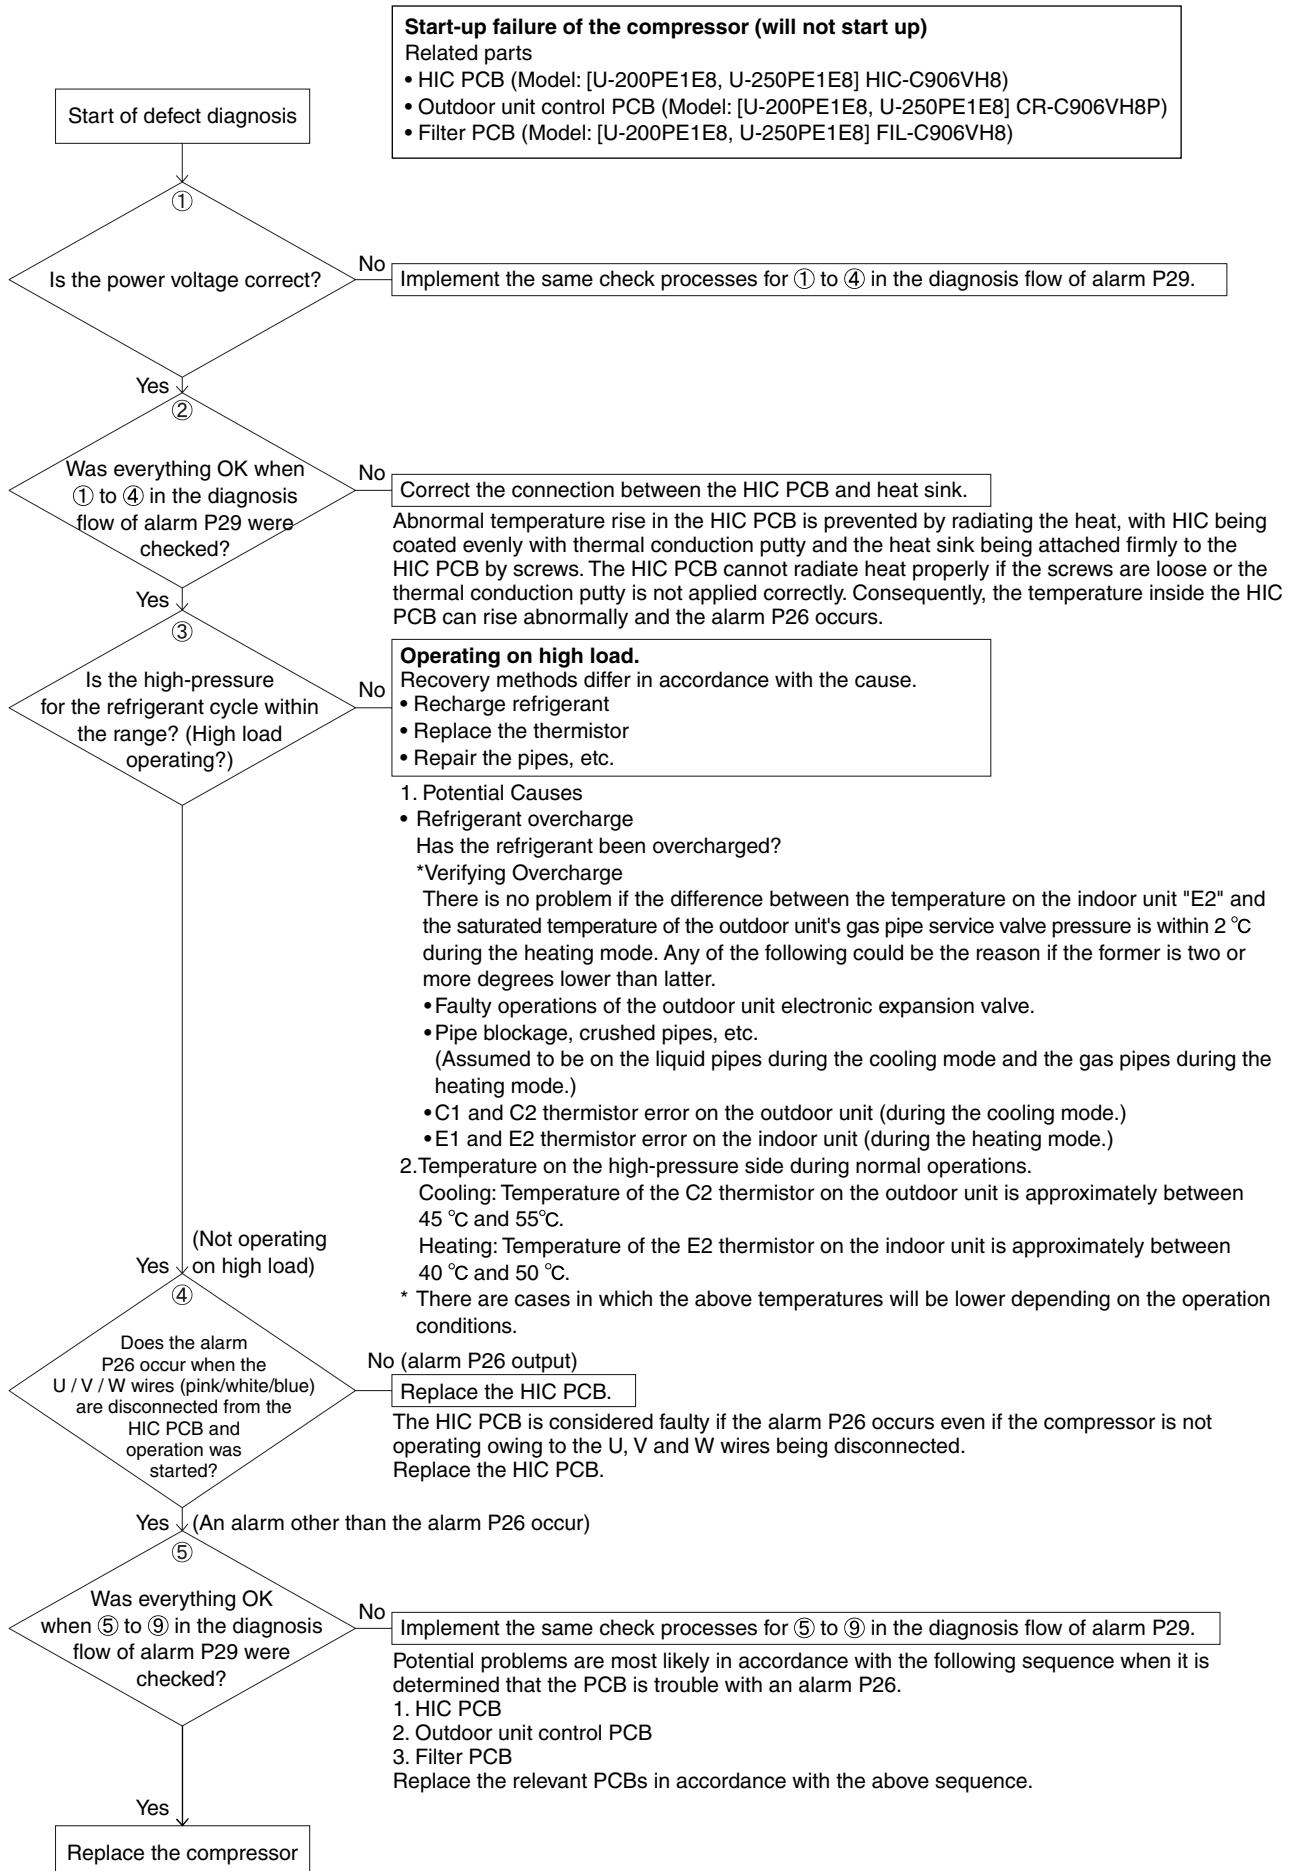 Start-up failure of the compressor (will not start up)
Related parts
• HIC PCB (Model: [U-200PE1E8, U-250PE1E8] HIC-C906VH8)
• Outdoor unit control PCB (Model: [U-200PE1E8, U-250PE1E8] CR-C906VH8P)
• Filter PCB (Model: [U-200PE1E8, U-250PE1E8] FIL-C906VH8)
Start of defect diagnosis
①
Is the power voltage correct?
No
Implement the same check processes for ① to ④ in the diagnosis flow of alarm P29.
Yes
②
Was everything OK when
① to ④ in the diagnosis
flow of alarm P29 were
checked?
No
Correct the connection between the HIC PCB and heat sink.
Abnormal temperature rise in the HIC PCB is prevented by radiating the heat, with HIC being
coated evenly with thermal conduction putty and the heat sink being attached firmly to the
HIC PCB by screws. The HIC PCB cannot radiate heat properly if the screws are loose or the
thermal conduction putty is not applied correctly. Consequently, the temperature inside the HIC
PCB can rise abnormally and the alarm P26 occurs.
Yes
③
Is the high-pressure
for the refrigerant cycle within
the range? (High load
operating?)
No
Operating on high load.
Recovery methods differ in accordance with the cause.
• Recharge refrigerant
• Replace the thermistor
• Repair the pipes, etc.
1. Potential Causes
• Refrigerant overcharge
Has the refrigerant been overcharged?
*Verifying Overcharge
There is no problem if the difference between the temperature on the indoor unit "E2" and
the saturated temperature of the outdoor unit's gas pipe service valve pressure is within 2 °C
during the heating mode. Any of the following could be the reason if the former is two or
more degrees lower than latter.
• Faulty operations of the outdoor unit electronic expansion valve.
• Pipe blockage, crushed pipes, etc.
(Assumed to be on the liquid pipes during the cooling mode and the gas pipes during the
heating mode.)
• C1 and C2 thermistor error on the outdoor unit (during the cooling mode.)
• E1 and E2 thermistor error on the indoor unit (during the heating mode.)
2.Temperature on the high-pressure side during normal operations.
Cooling: Temperature of the C2 thermistor on the outdoor unit is approximately between
45 °C and 55°C.
Heating: Temperature of the E2 thermistor on the indoor unit is approximately between
40 °C and 50 °C.
* There are cases in which the above temperatures will be lower depending on the operation
conditions.
(Not operating
on high load)
Yes
④
Does the alarm
P26 occur when the
U / V / W wires (pink/white/blue)
are disconnected from the
HIC PCB and
operation was
started?
No (alarm P26 output)
Replace the HIC PCB.
The HIC PCB is considered faulty if the alarm P26 occurs even if the compressor is not
operating owing to the U, V and W wires being disconnected.
Replace the HIC PCB.
Yes (An alarm other than the alarm P26 occur)
⑤
Was everything OK
when ⑤ to ⑨ in the diagnosis
flow of alarm P29 were
checked?
No
Implement the same check processes for ⑤ to ⑨ in the diagnosis flow of alarm P29.
Potential problems are most likely in accordance with the following sequence when it is
determined that the PCB is trouble with an alarm P26.
1. HIC PCB
2. Outdoor unit control PCB
3. Filter PCB
Replace the relevant PCBs in accordance with the above sequence.
Yes
Replace the compressor